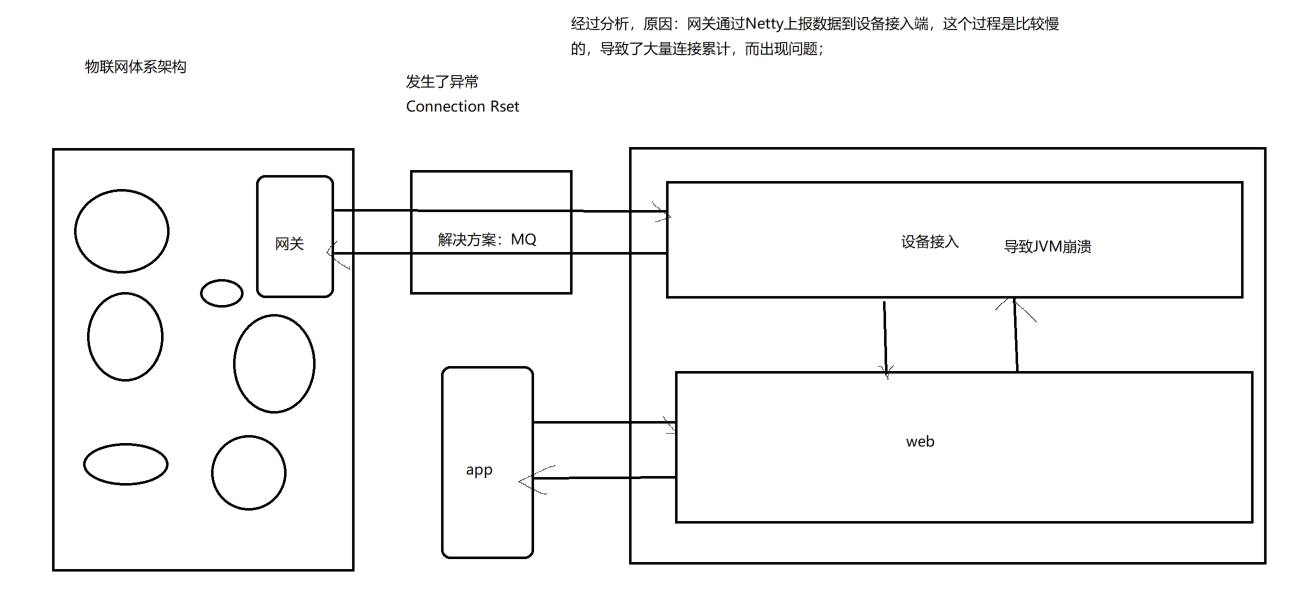 经过分析，原因：网关通过Netty上报数据到设备接入端，这个过程是比较慢
的，导致了大量连接累计，而出现问题；
物联网体系架构
发生了异常
Connection Rset
网关
解决方案：MQ
设备接入
导致JVM崩溃
app
web